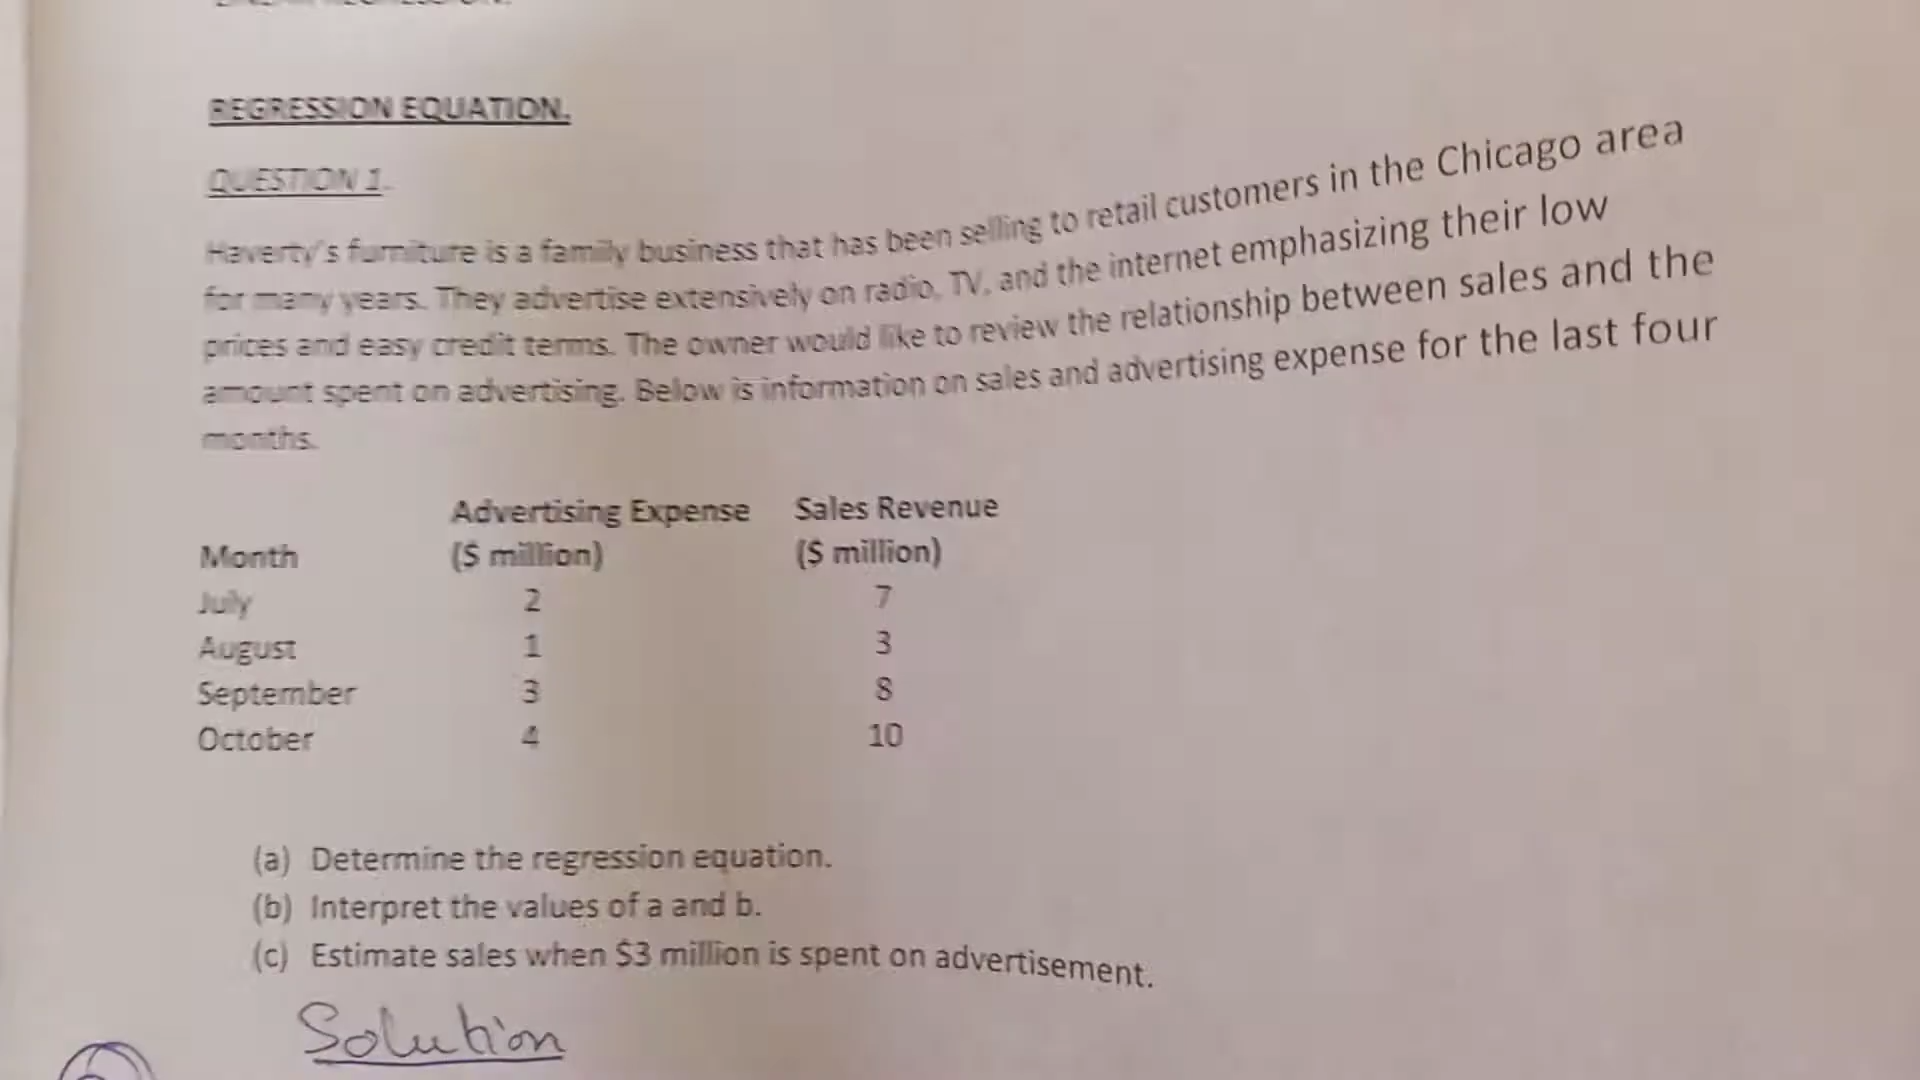 REGRESSION EQUATION.
QUESTION 1.
Haverty's furniture is a family business that has been selling to retail customers in the Chicago area
for many years. They advertise extensively on radio, TV, and the internet emphasizing their low
prices and easy credit terms. The owner would like to review the relationship between sales and the
amount spent on advertising. Below is information on sales and advertising expense for the last four
months.
Advertising Expense Sales Revenue
Month ($ million) ($ million)
July 2 7
August 1 3
September 3 8
October 4 10
(a) Determine the regression equation.
(b) Interpret the values of a and b.
(c) Estimate sales when $3 million is spent on advertisement.
Solution